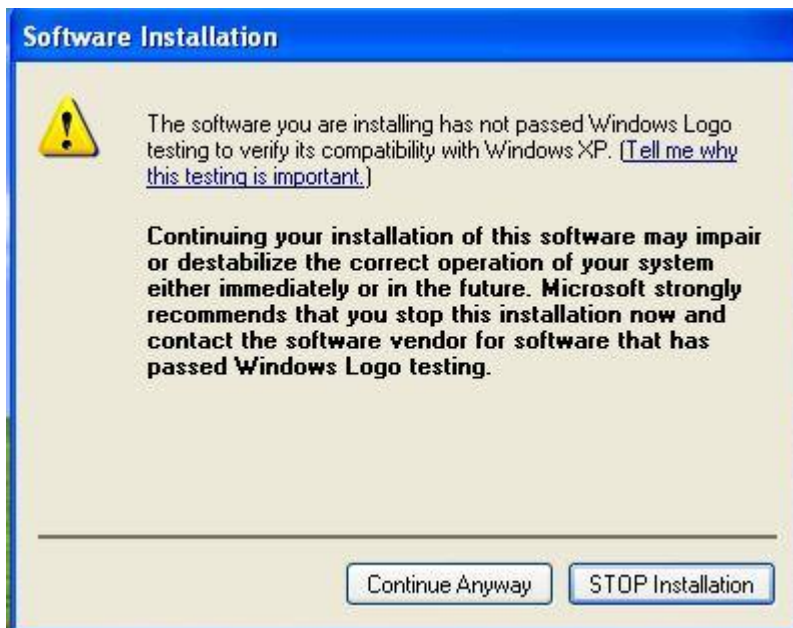 Software Installation
The software you are installing has not passed Windows Logo
testing to verify its compatibility with Windows XP. (Tell me why
this testing is important.)
Continuing your installation of this software may impair
or destabilize the correct operation of your system
either immediately or in the future. Microsoft strongly
recommends that you stop this installation now and
contact the software vendor for software that has
passed Windows Logo testing.
Continue Anyway
STOP Installation